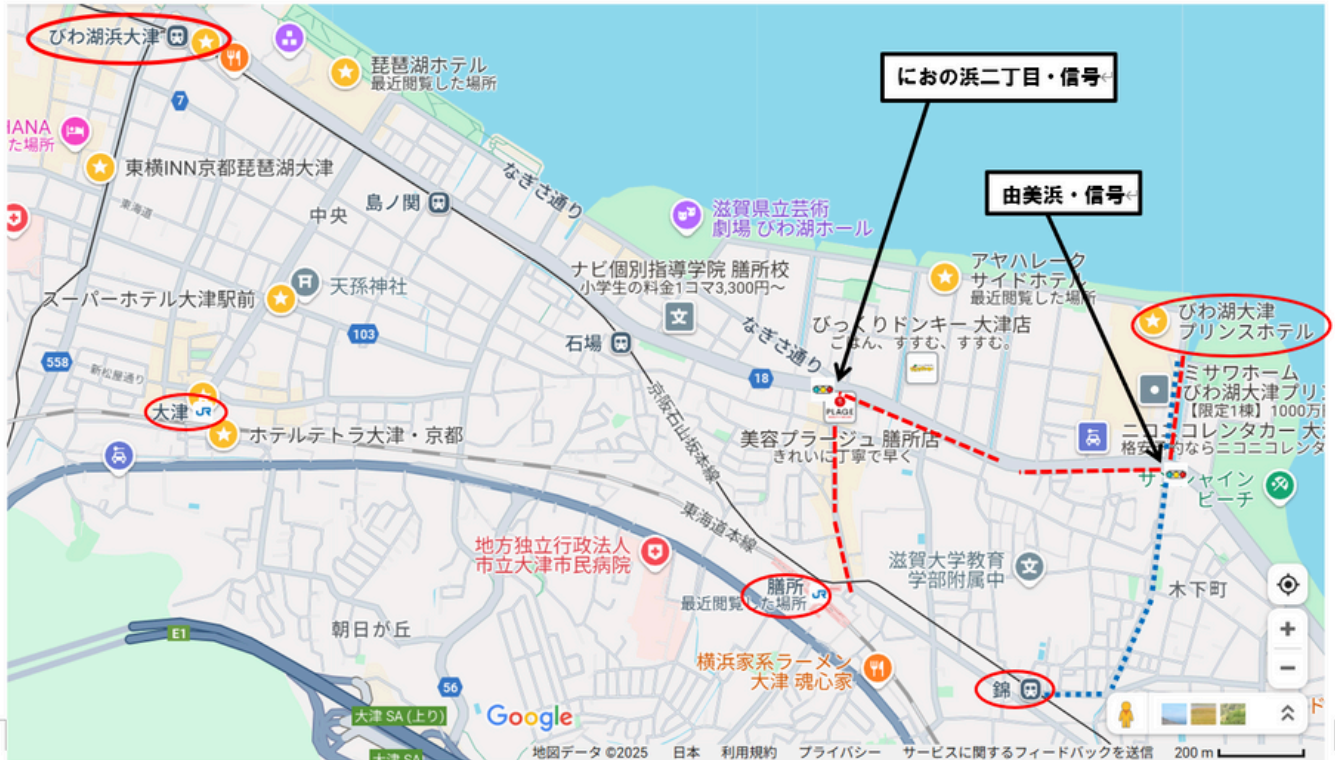 びわ湖浜大津
琵琶湖ホテル
最近閲覧した場所
におの浜二丁目・信号
7
HANA
た場所
東横INN京都琵琶湖大津
由美浜・信号
なぎさ通り
東海道
中央
島ノ関
滋賀県立芸術
劇場 びわ湖ホール
アヤハレーク
サイドホテル
最近閲覧した場所
ナビ個別指導学院 膳所校
小学生の料金1コマ3,300円~
天孫神社
スーパーホテル大津駅前
びっくりドンキー 大津店
ごはん、すすむ、すすむ。
びわ湖大津
プリンスホテル
なぎさ通り
103
石場
558
新松屋通り
18
ミサワホーム
びわ湖大津プリ
【限定1棟】1000万
大津
JR
ホテルテトラ大津・京都
PLAGE
美容プラージュ 膳所店
きれいに丁寧で早く
京阪石山坂本線
ニコニコレンタカー 大
格安
約ならニコニコレンタ
サンシャイン
ビーチ
東海道本線
地方独立行政法人
市立大津市民病院
滋賀大学教育
学部附属中
膳所
JR
最近閲覧した場所
木下町
E1
朝日が丘
横浜家系ラーメン
大津 魂心家
56
錦
大津 SA (上り)
Google
大津 SA
地図データ ©2025 日本 利用規約 プライバシー サービスに関するフィードバックを送信 200 m